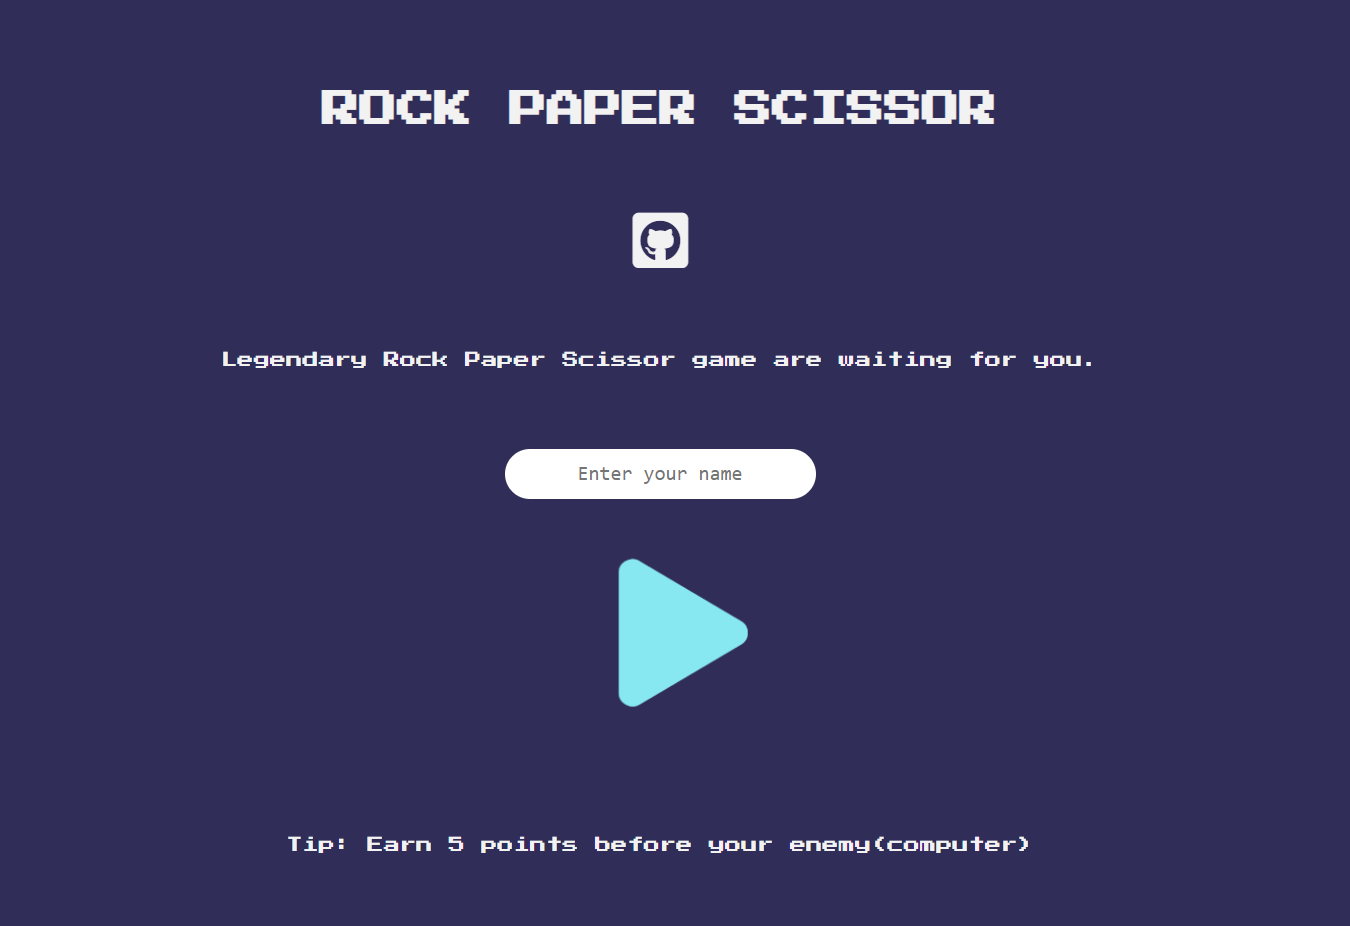 ROCK PAPER SCISSOR
Legendary Rock Paper Scissor game are waiting for you.
Enter your name
Tip: Earn 5 points before your enemy(computer)